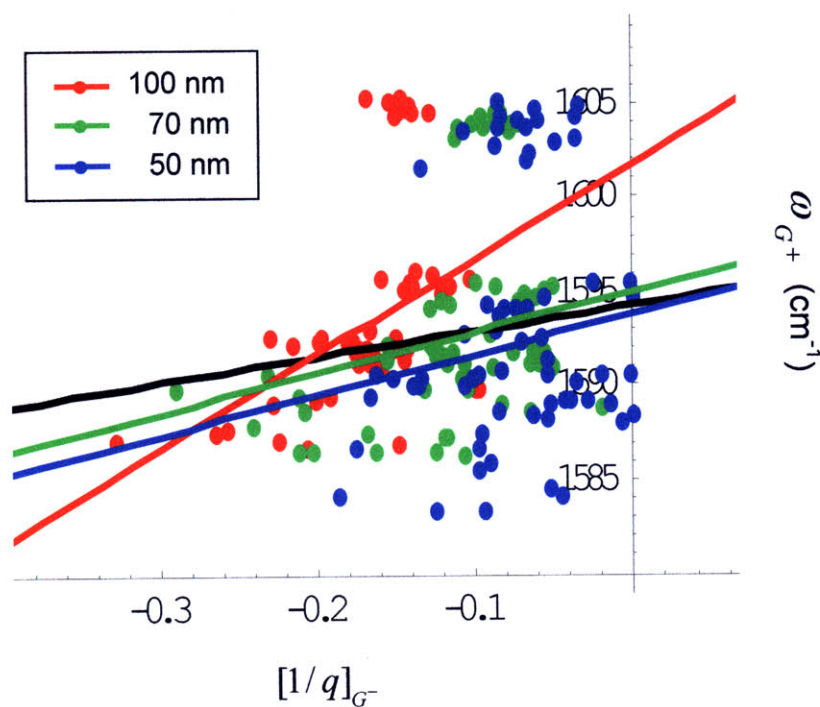 100 nm
70 nm
50 nm
1605
1600
1595
1590
1585
ω_{G^+} (cm^{-1})
-0.3 -0.2 -0.1
[1/q]_{G^-}